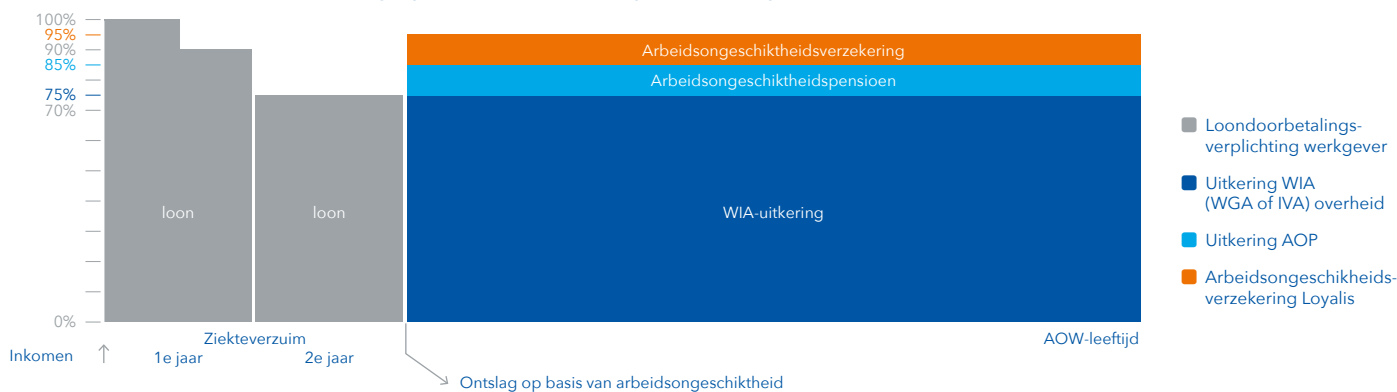 100%
95%
90%
85%
75%
70%
0%
Arbeidsongeschiktheidsverzekering
Arbeidsongeschiktheidspensioen
loon
loon
WIA-uitkering
Loondoorbetalings-
verplichting werkgever
Uitkering WIA
(WGA of IVA) overheid
Uitkering AOP
Arbeidsongeschikheids-
verzekering Loyalis
Ziekteverzuim
AOW-leeftijd
Inkomen
1e jaar
2e jaar
Ontslag op basis van arbeidsongeschiktheid